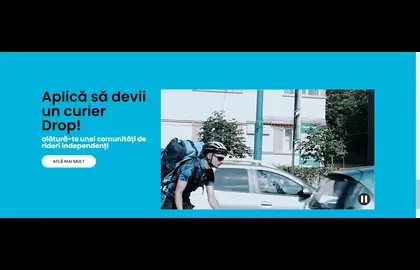 Aplică să devii
un curier
Drop!
alătură-te unei comunități de
rideri independenți
AFLĂ MAI MULT